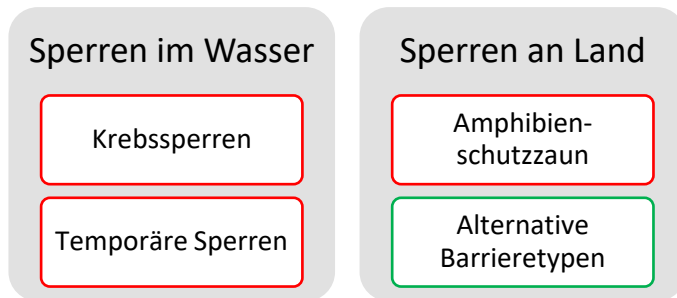 Sperren im Wasser
Krebssperren
Temporäre Sperren
Sperren an Land
Amphibien-
schutzzaun
Alternative
Barrieretypen